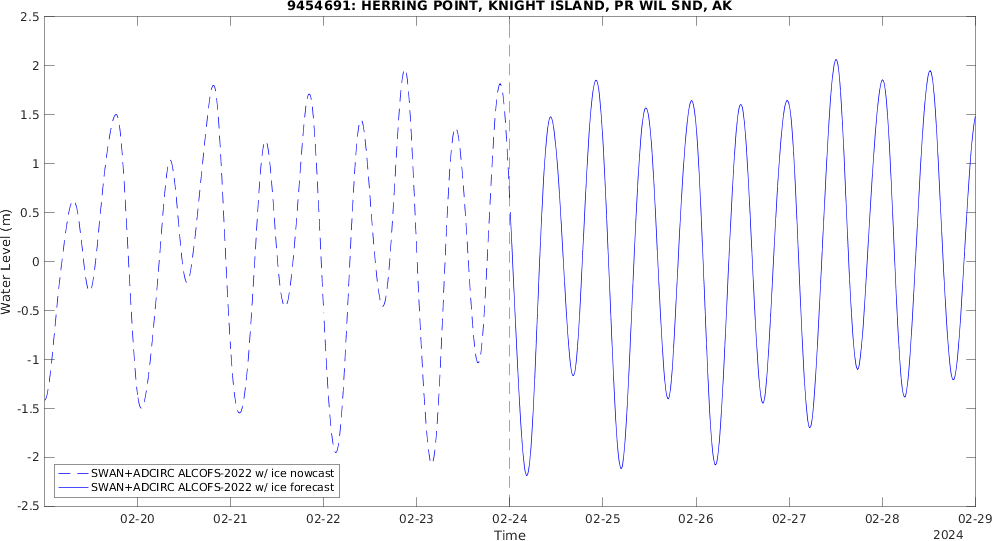 9454691: HERRING POINT, KNIGHT ISLAND, PR WIL SND, AK
2.5
2
1.5
1
0.5
0
-0.5
-1
-1.5
-2
-2.5
Water Level (m)
SWAN+ADCIRC ALCOFS-2022 w/ ice nowcast
SWAN+ADCIRC ALCOFS-2022 w/ ice forecast
02-20 02-21 02-22 02-23 02-24 02-25 02-26 02-27 02-28 02-29
Time
2024